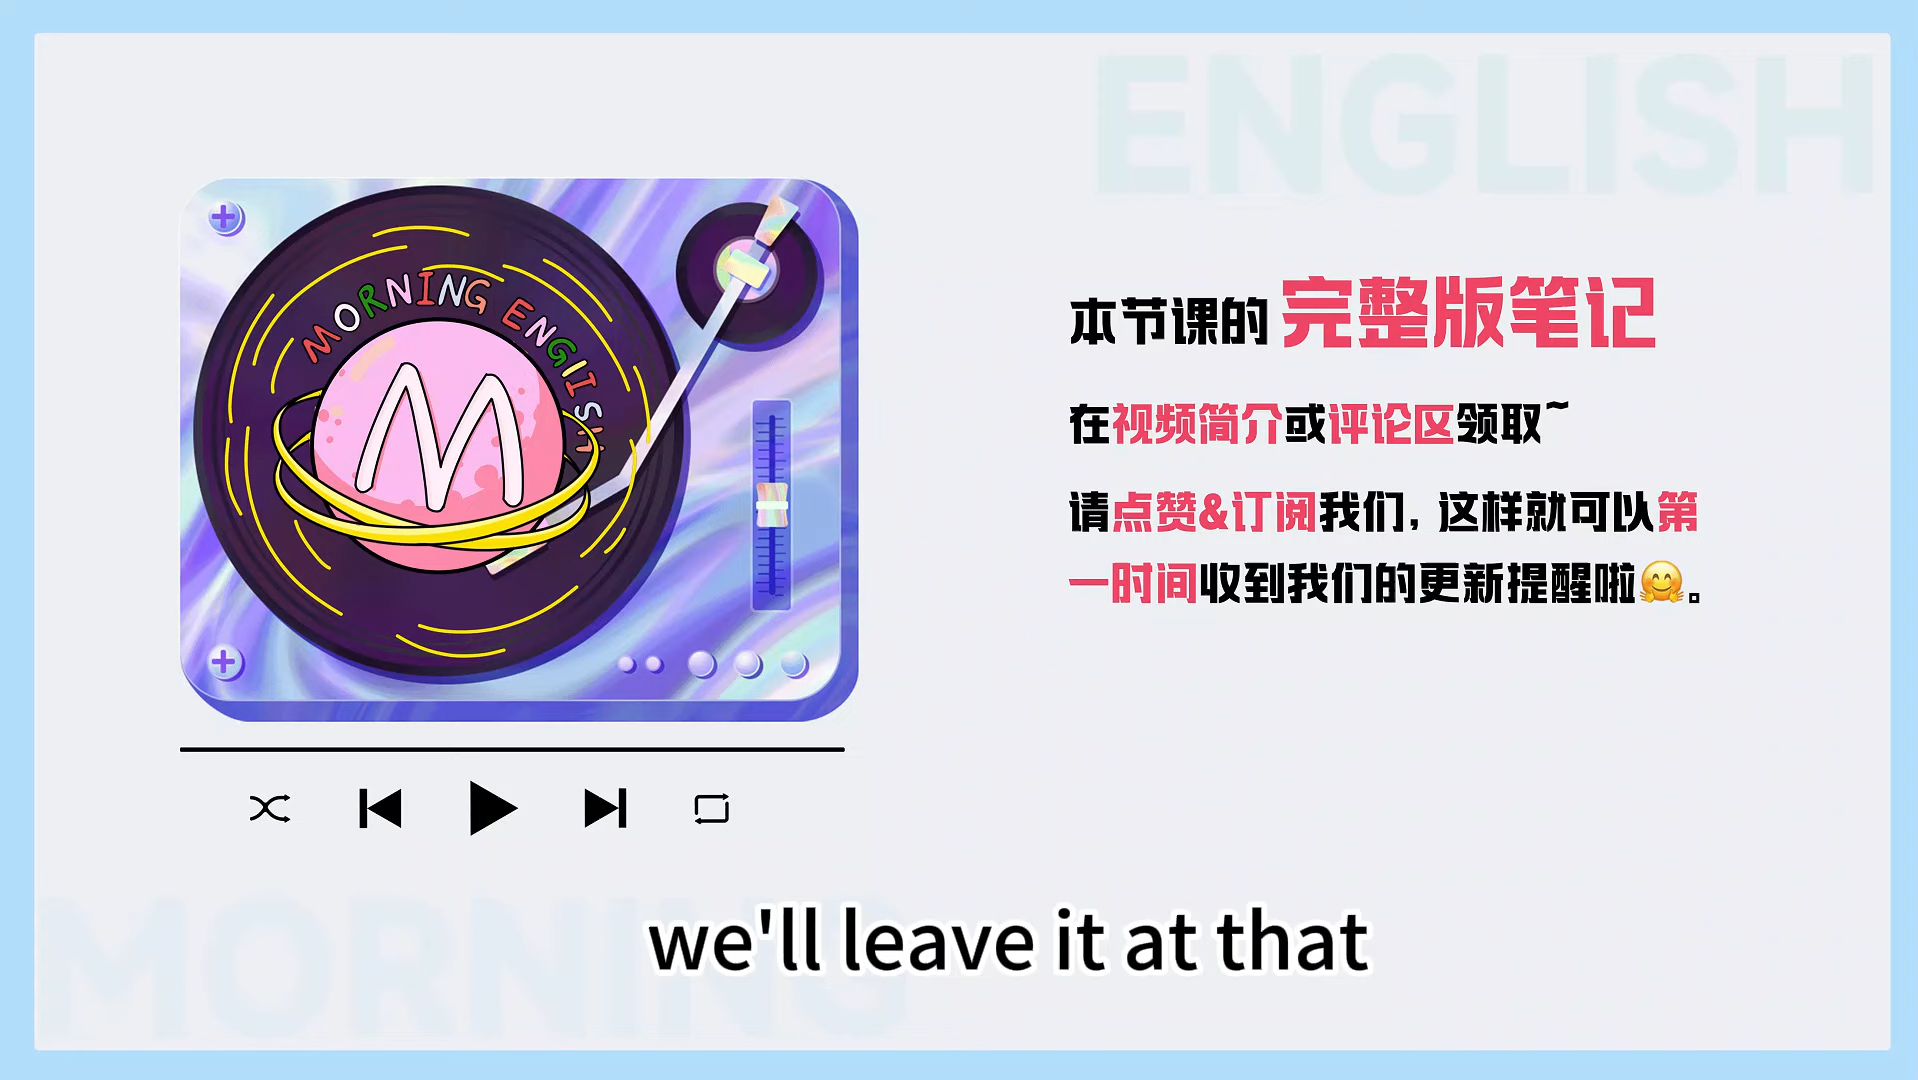 ENGLISH
MORNING ENGLISH
M
本节课的 完整版笔记
在视频简介或评论区领取~
请点赞&订阅我们，这样就可以第
一时间收到我们的更新提醒啦🤗。
MORNING
we'll leave it at that